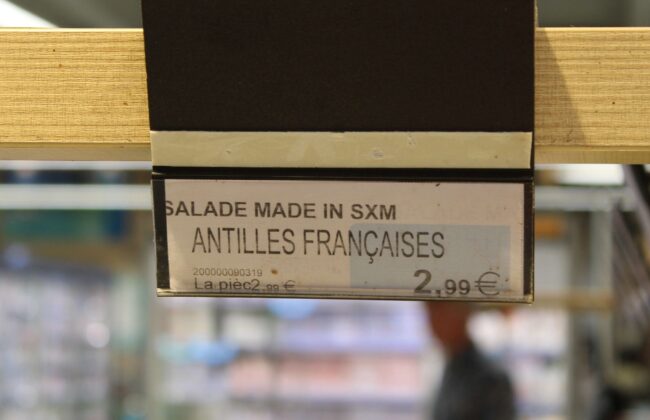 SALADE MADE IN SXM
ANTILLES FRANÇAISES
200000090319
La pièc2,99 € 2,99€